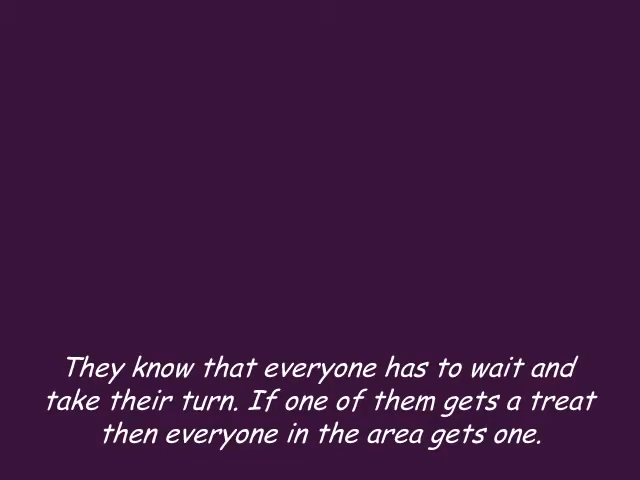 They know that everyone has to wait and
take their turn. If one of them gets a treat
then everyone in the area gets one.